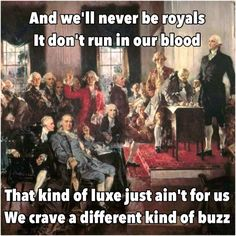 And we'll never be royals
It don't run in our blood
That kind of luxe just ain't for us
We crave a different kind of buzz